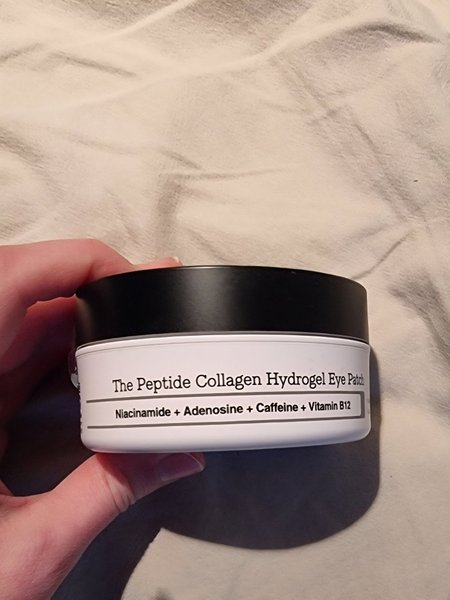 The Peptide Collagen Hydrogel Eye Patch
Niacinamide + Adenosine + Caffeine + Vitamin B12